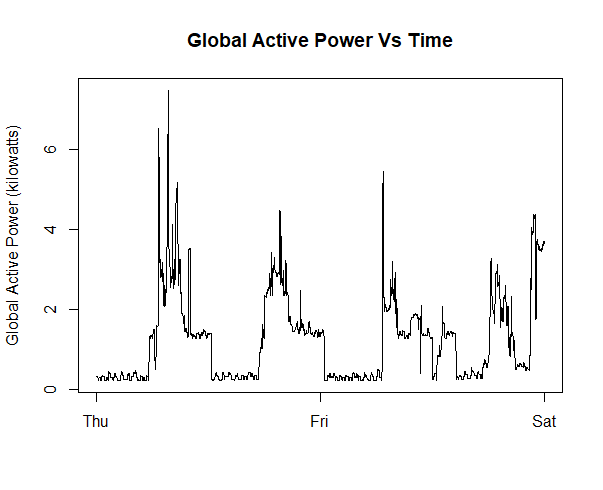 Global Active Power Vs Time
Global Active Power (kilowatts)
6
4
2
0
Thu
Fri
Sat